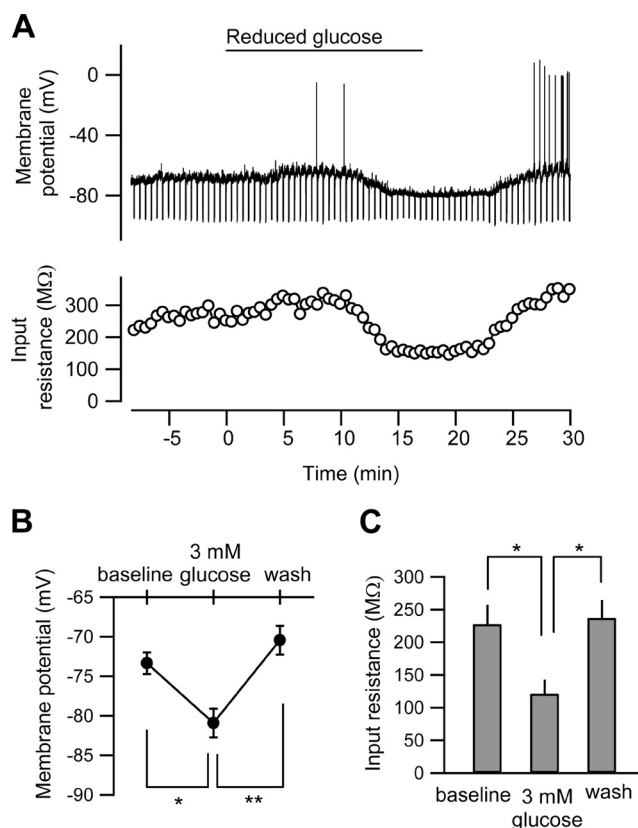 A
Reduced glucose
Membrane
potential (mV)
0
-40
-80
Input
resistance (MΩ)
300
200
100
0
-5 0 5 10 15 20 25 30
Time (min)
B
3 mM
baseline glucose wash
Membrane potential (mV)
-65
-70
-75
-80
-85
-90
* **
C
* *
Input resistance (MΩ)
300
250
200
150
100
50
0
baseline 3 mM wash
glucose